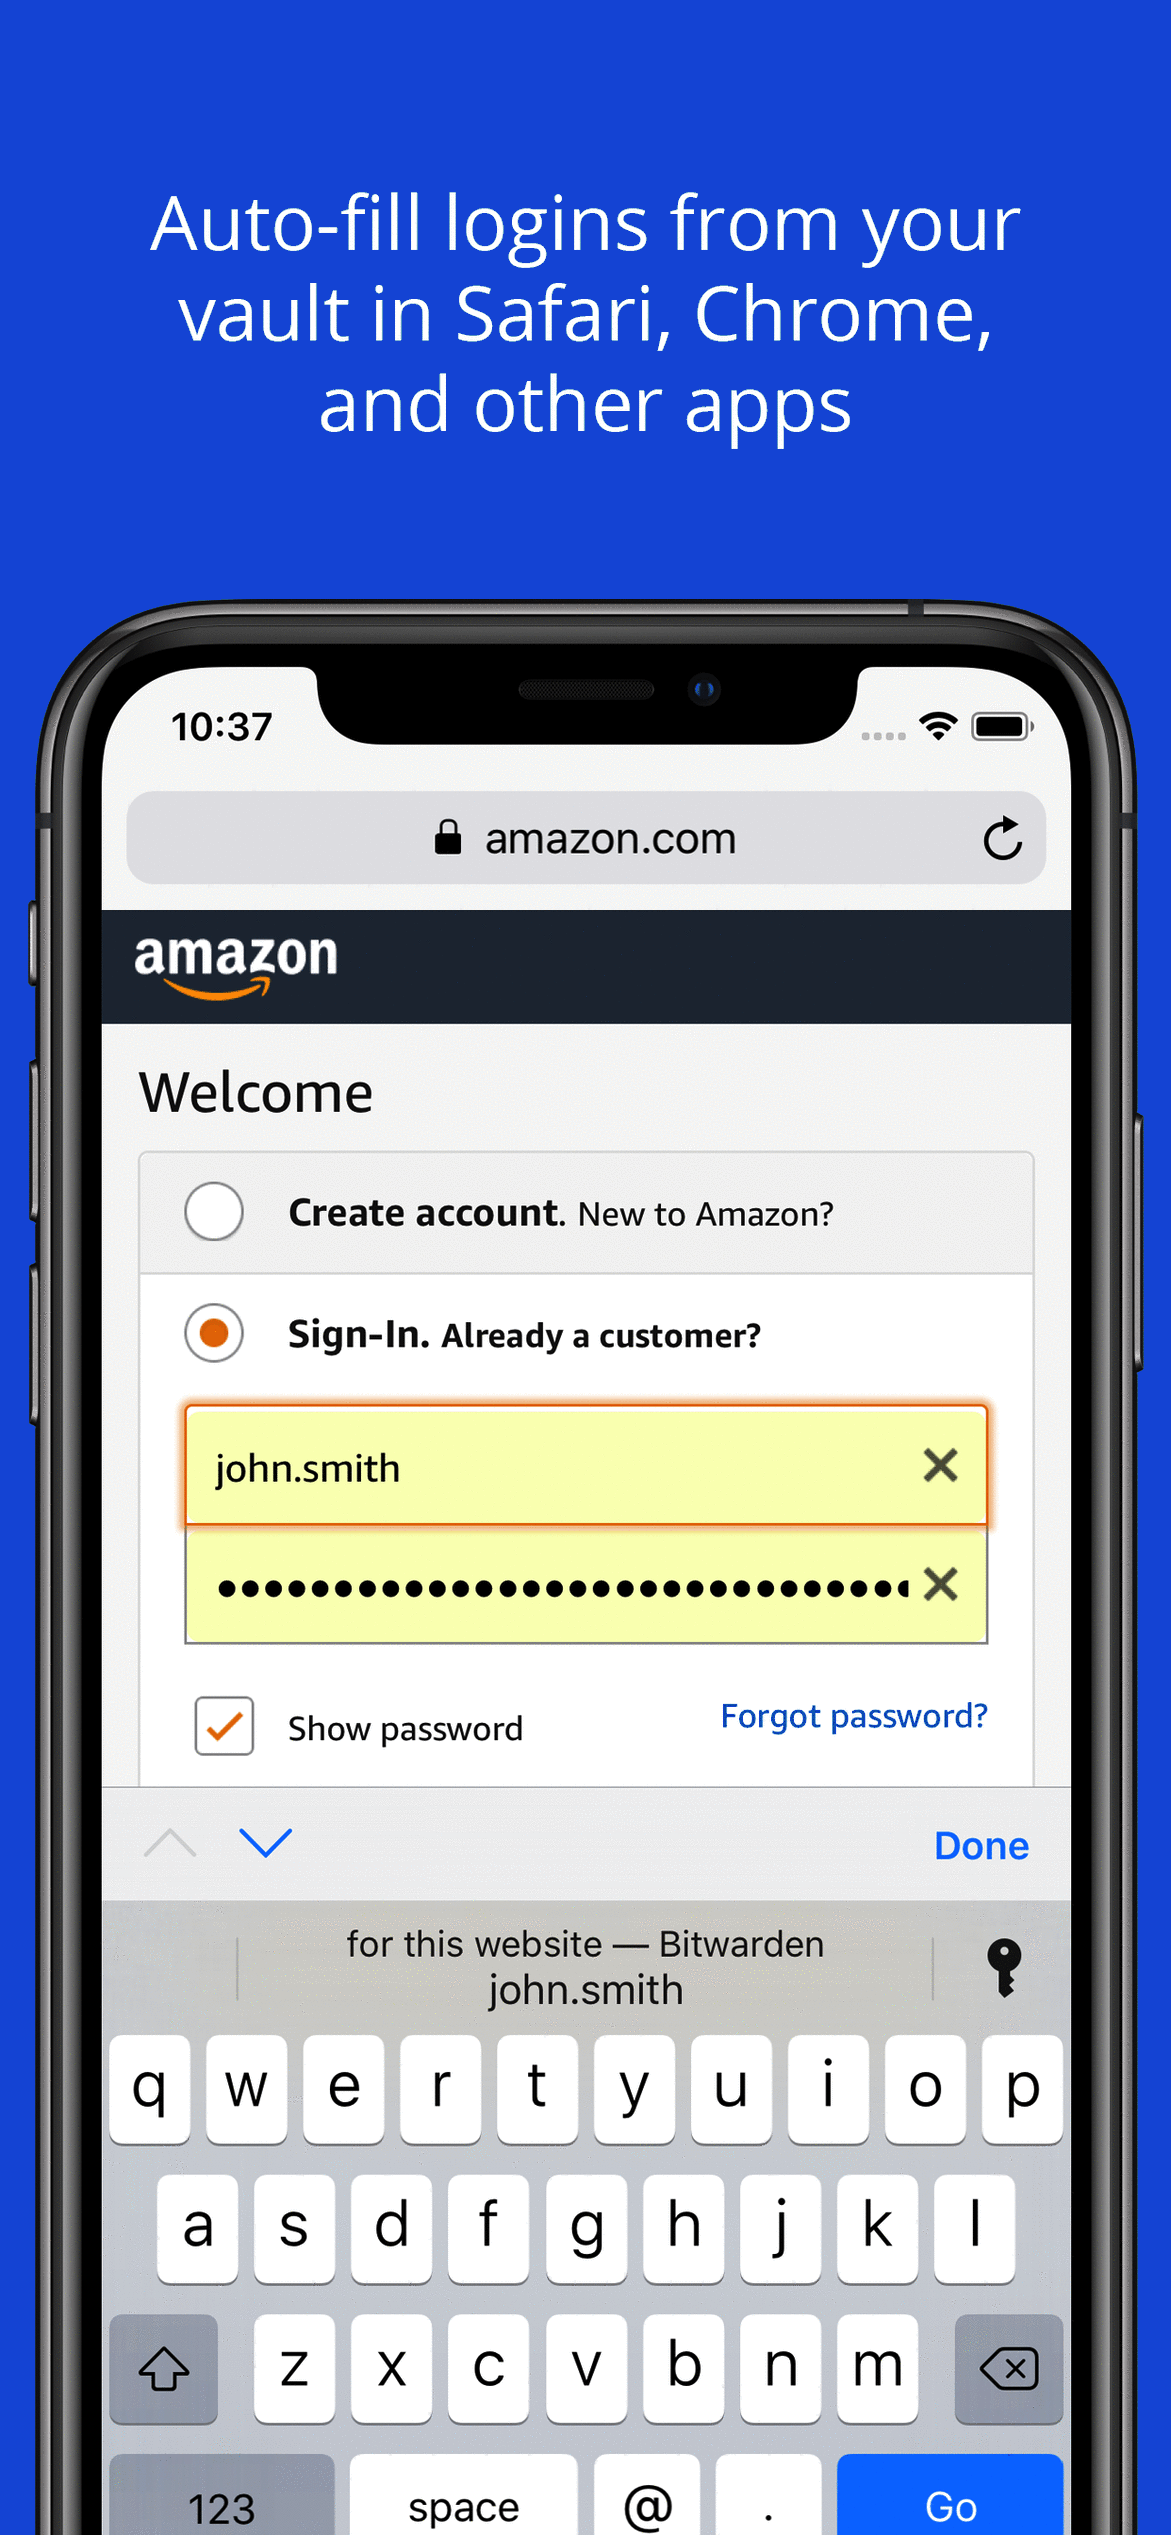 Auto-fill logins from your
vault in Safari, Chrome,
and other apps
10:37
amazon.com
amazon
Welcome
Create account. New to Amazon?
Sign-In. Already a customer?
john.smith
Show password
Forgot password?
Done
for this website — Bitwarden
john.smith
q w e r t y u i o p
a s d f g h j k l
z x c v b n m
123 space @ . Go